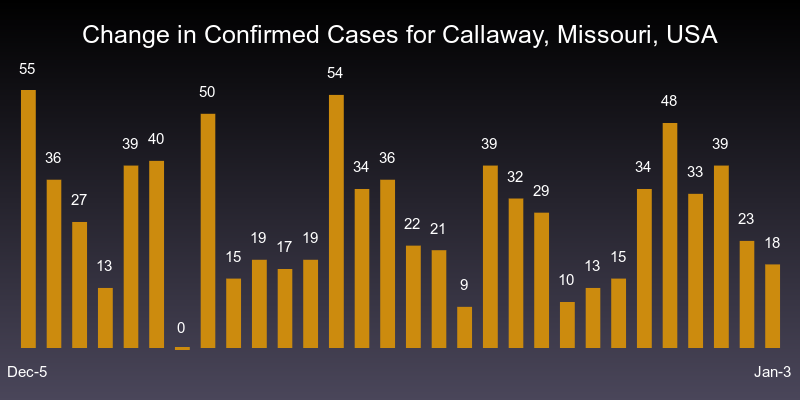 Change in Confirmed Cases for Callaway, Missouri, USA
55 36 27 13 39 40 0 50 15 19 17 19 54 34 36 22 21 9 39 32 29 10 13 15 34 48 33 39 23 18
Dec-5 Jan-3